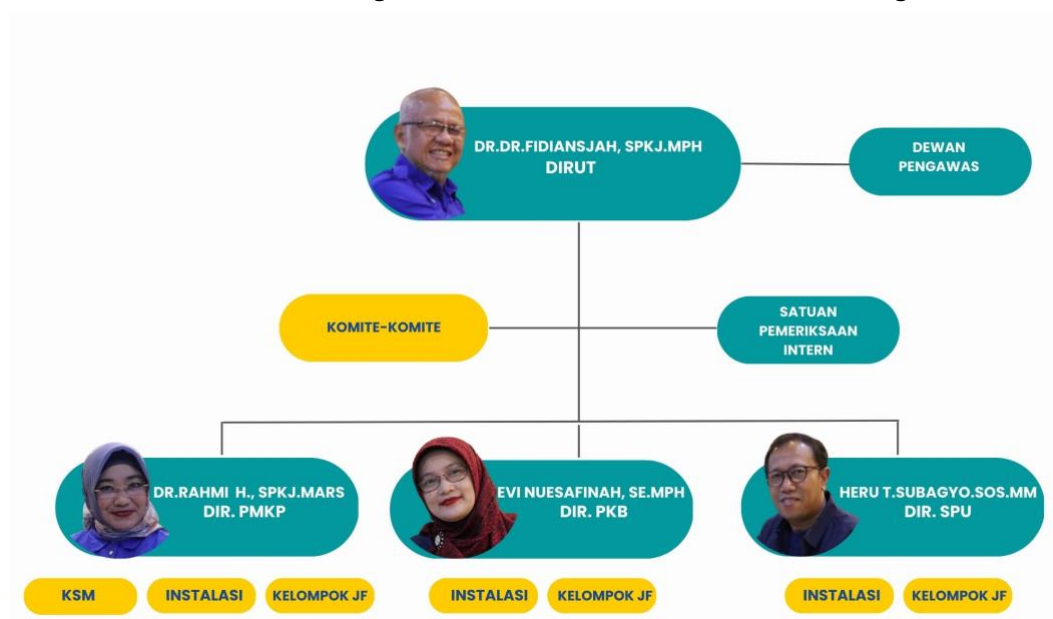 DR.DR.FIDIANSJAH, SPKJ.MPH
DIRUT
DEWAN
PENGAWAS
KOMITE-KOMITE
SATUAN
PEMERIKSAAN
INTERN
DR.RAHMI H., SPKJ.MARS
DIR. PMKP
EVI NUESAFINAH, SE.MPH
DIR. PKB
HERU T.SUBAGYO.SOS.MM
DIR. SPU
KSM
INSTALASI
KELOMPOK JF
INSTALASI
KELOMPOK JF
INSTALASI
KELOMPOK JF